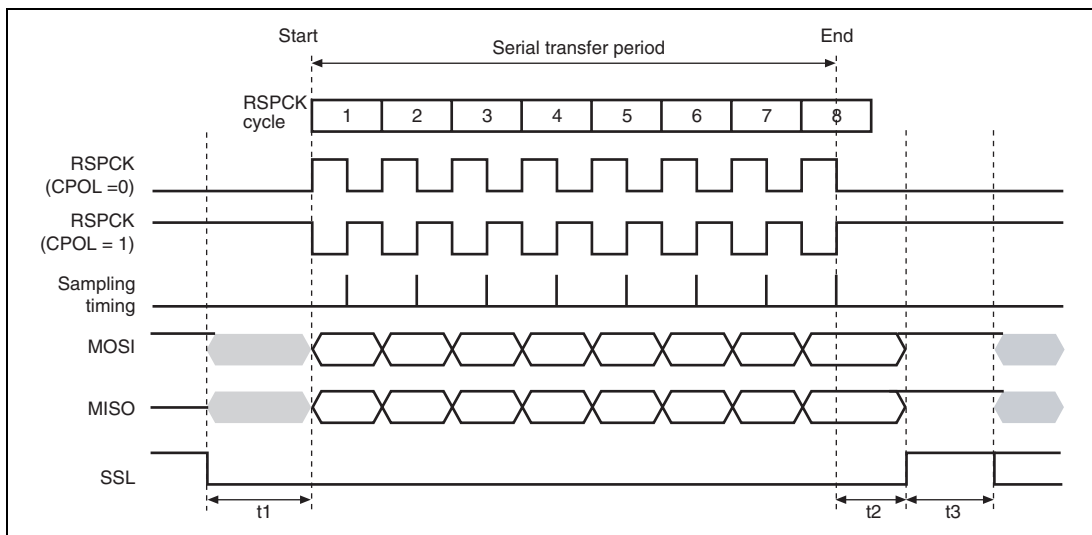 Start
End
Serial transfer period
RSPCK
cycle
1 2 3 4 5 6 7 8
RSPCK
(CPOL =0)
RSPCK
(CPOL = 1)
Sampling
timing
MOSI
MISO
SSL
t1
t2
t3